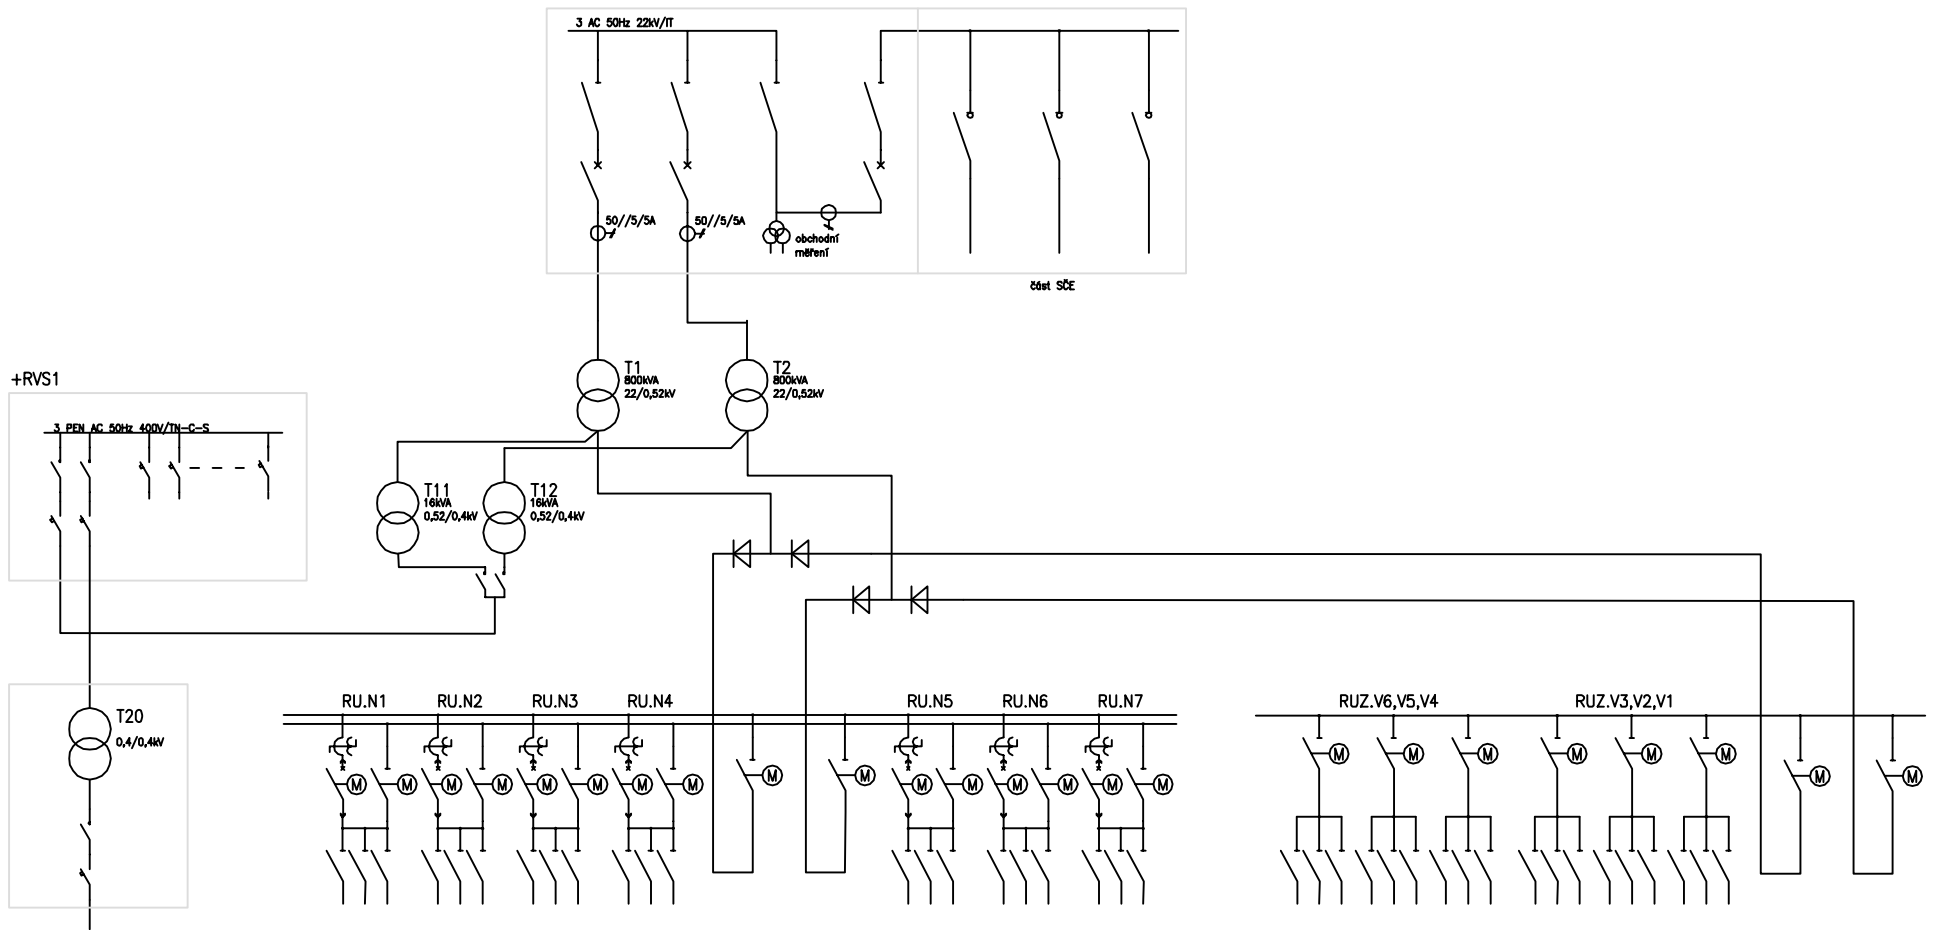 3 AC 50Hz 22kV/IT
50//5/5A
50//5/5A
obchodní
měření
část SČE
T1
800kVA
22/0,52kV
T2
800kVA
22/0,52kV
+RVS1
3 PEN AC 50Hz 400V/TN-C-S
T11
16kVA
0,52/0,4kV
T12
16kVA
0,52/0,4kV
T20
0,4/0,4kV
RU.N1
RU.N2
RU.N3
RU.N4
RU.N5
RU.N6
RU.N7
RUZ.V6,V5,V4
RUZ.V3,V2,V1
M M M M M M M M M M M M M M M M
M M M M M M M M